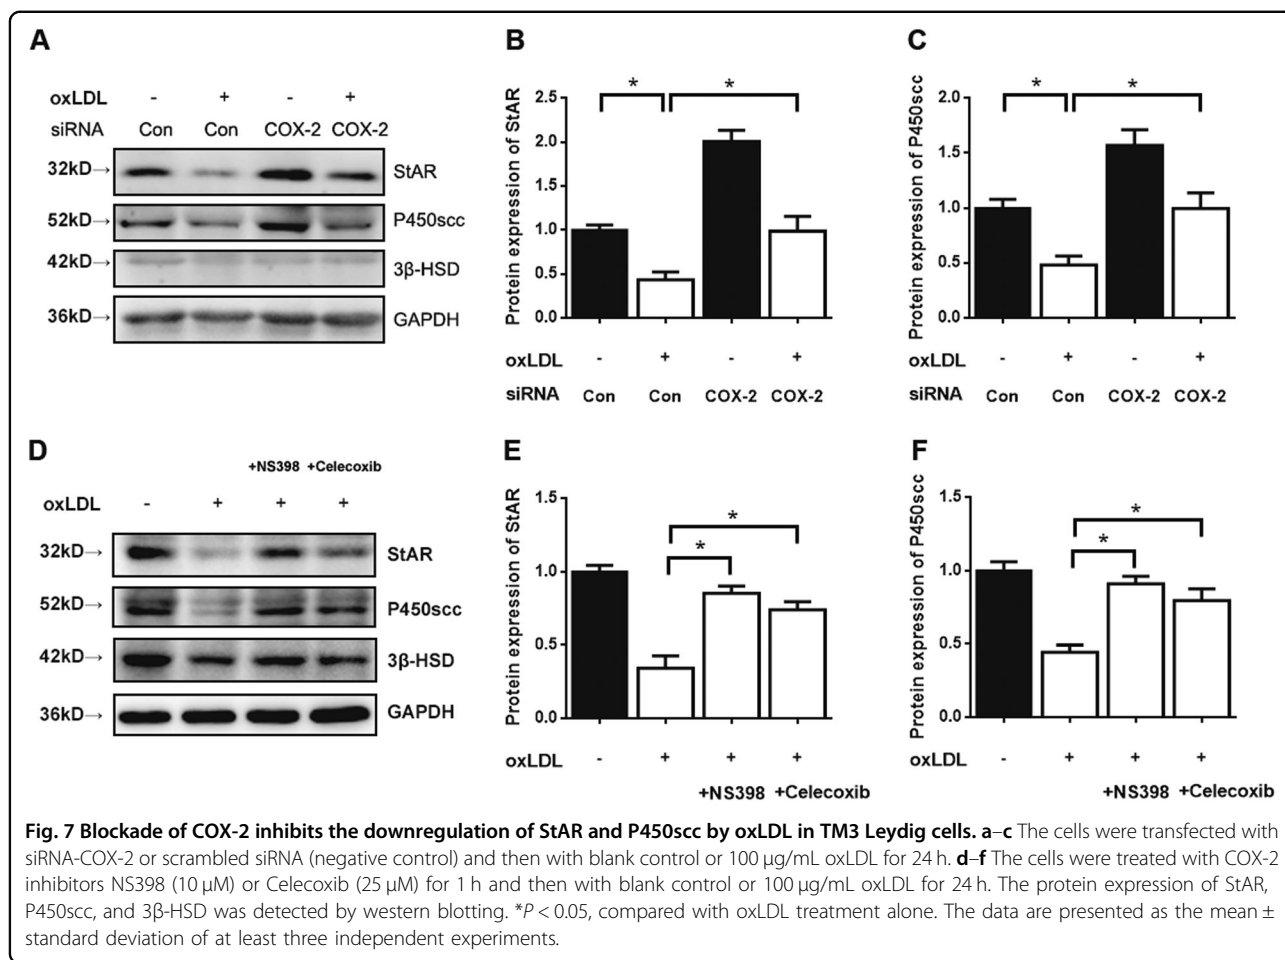 A
oxLDL - + - +
siRNA Con Con COX-2 COX-2
32kD→ StAR
52kD→ P450scc
42kD→ 3β-HSD
36kD→ GAPDH
B
* *
Protein expression of StAR
2.5
2.0
1.5
1.0
0.5
0.0
oxLDL - + - +
siRNA Con Con COX-2 COX-2
C
* *
Protein expression of P450scc
2.0
1.5
1.0
0.5
0.0
oxLDL - + - +
siRNA Con Con COX-2 COX-2
D
+NS398 +Celecoxib
oxLDL - + + +
32kD→ StAR
52kD→ P450scc
42kD→ 3β-HSD
36kD→ GAPDH
E
*
*
Protein expression of StAR
1.5
1.0
0.5
0.0
oxLDL - + + +
+NS398 +Celecoxib
F
*
*
Protein expression of P450scc
1.5
1.0
0.5
0.0
oxLDL - + + +
+NS398 +Celecoxib
Fig. 7 Blockade of COX-2 inhibits the downregulation of StAR and P450scc by oxLDL in TM3 Leydig cells. a–c The cells were transfected with
siRNA-COX-2 or scrambled siRNA (negative control) and then with blank control or 100 µg/mL oxLDL for 24 h. d–f The cells were treated with COX-2
inhibitors NS398 (10 µM) or Celecoxib (25 µM) for 1 h and then with blank control or 100 µg/mL oxLDL for 24 h. The protein expression of StAR,
P450scc, and 3β-HSD was detected by western blotting. *P < 0.05, compared with oxLDL treatment alone. The data are presented as the mean ±
standard deviation of at least three independent experiments.